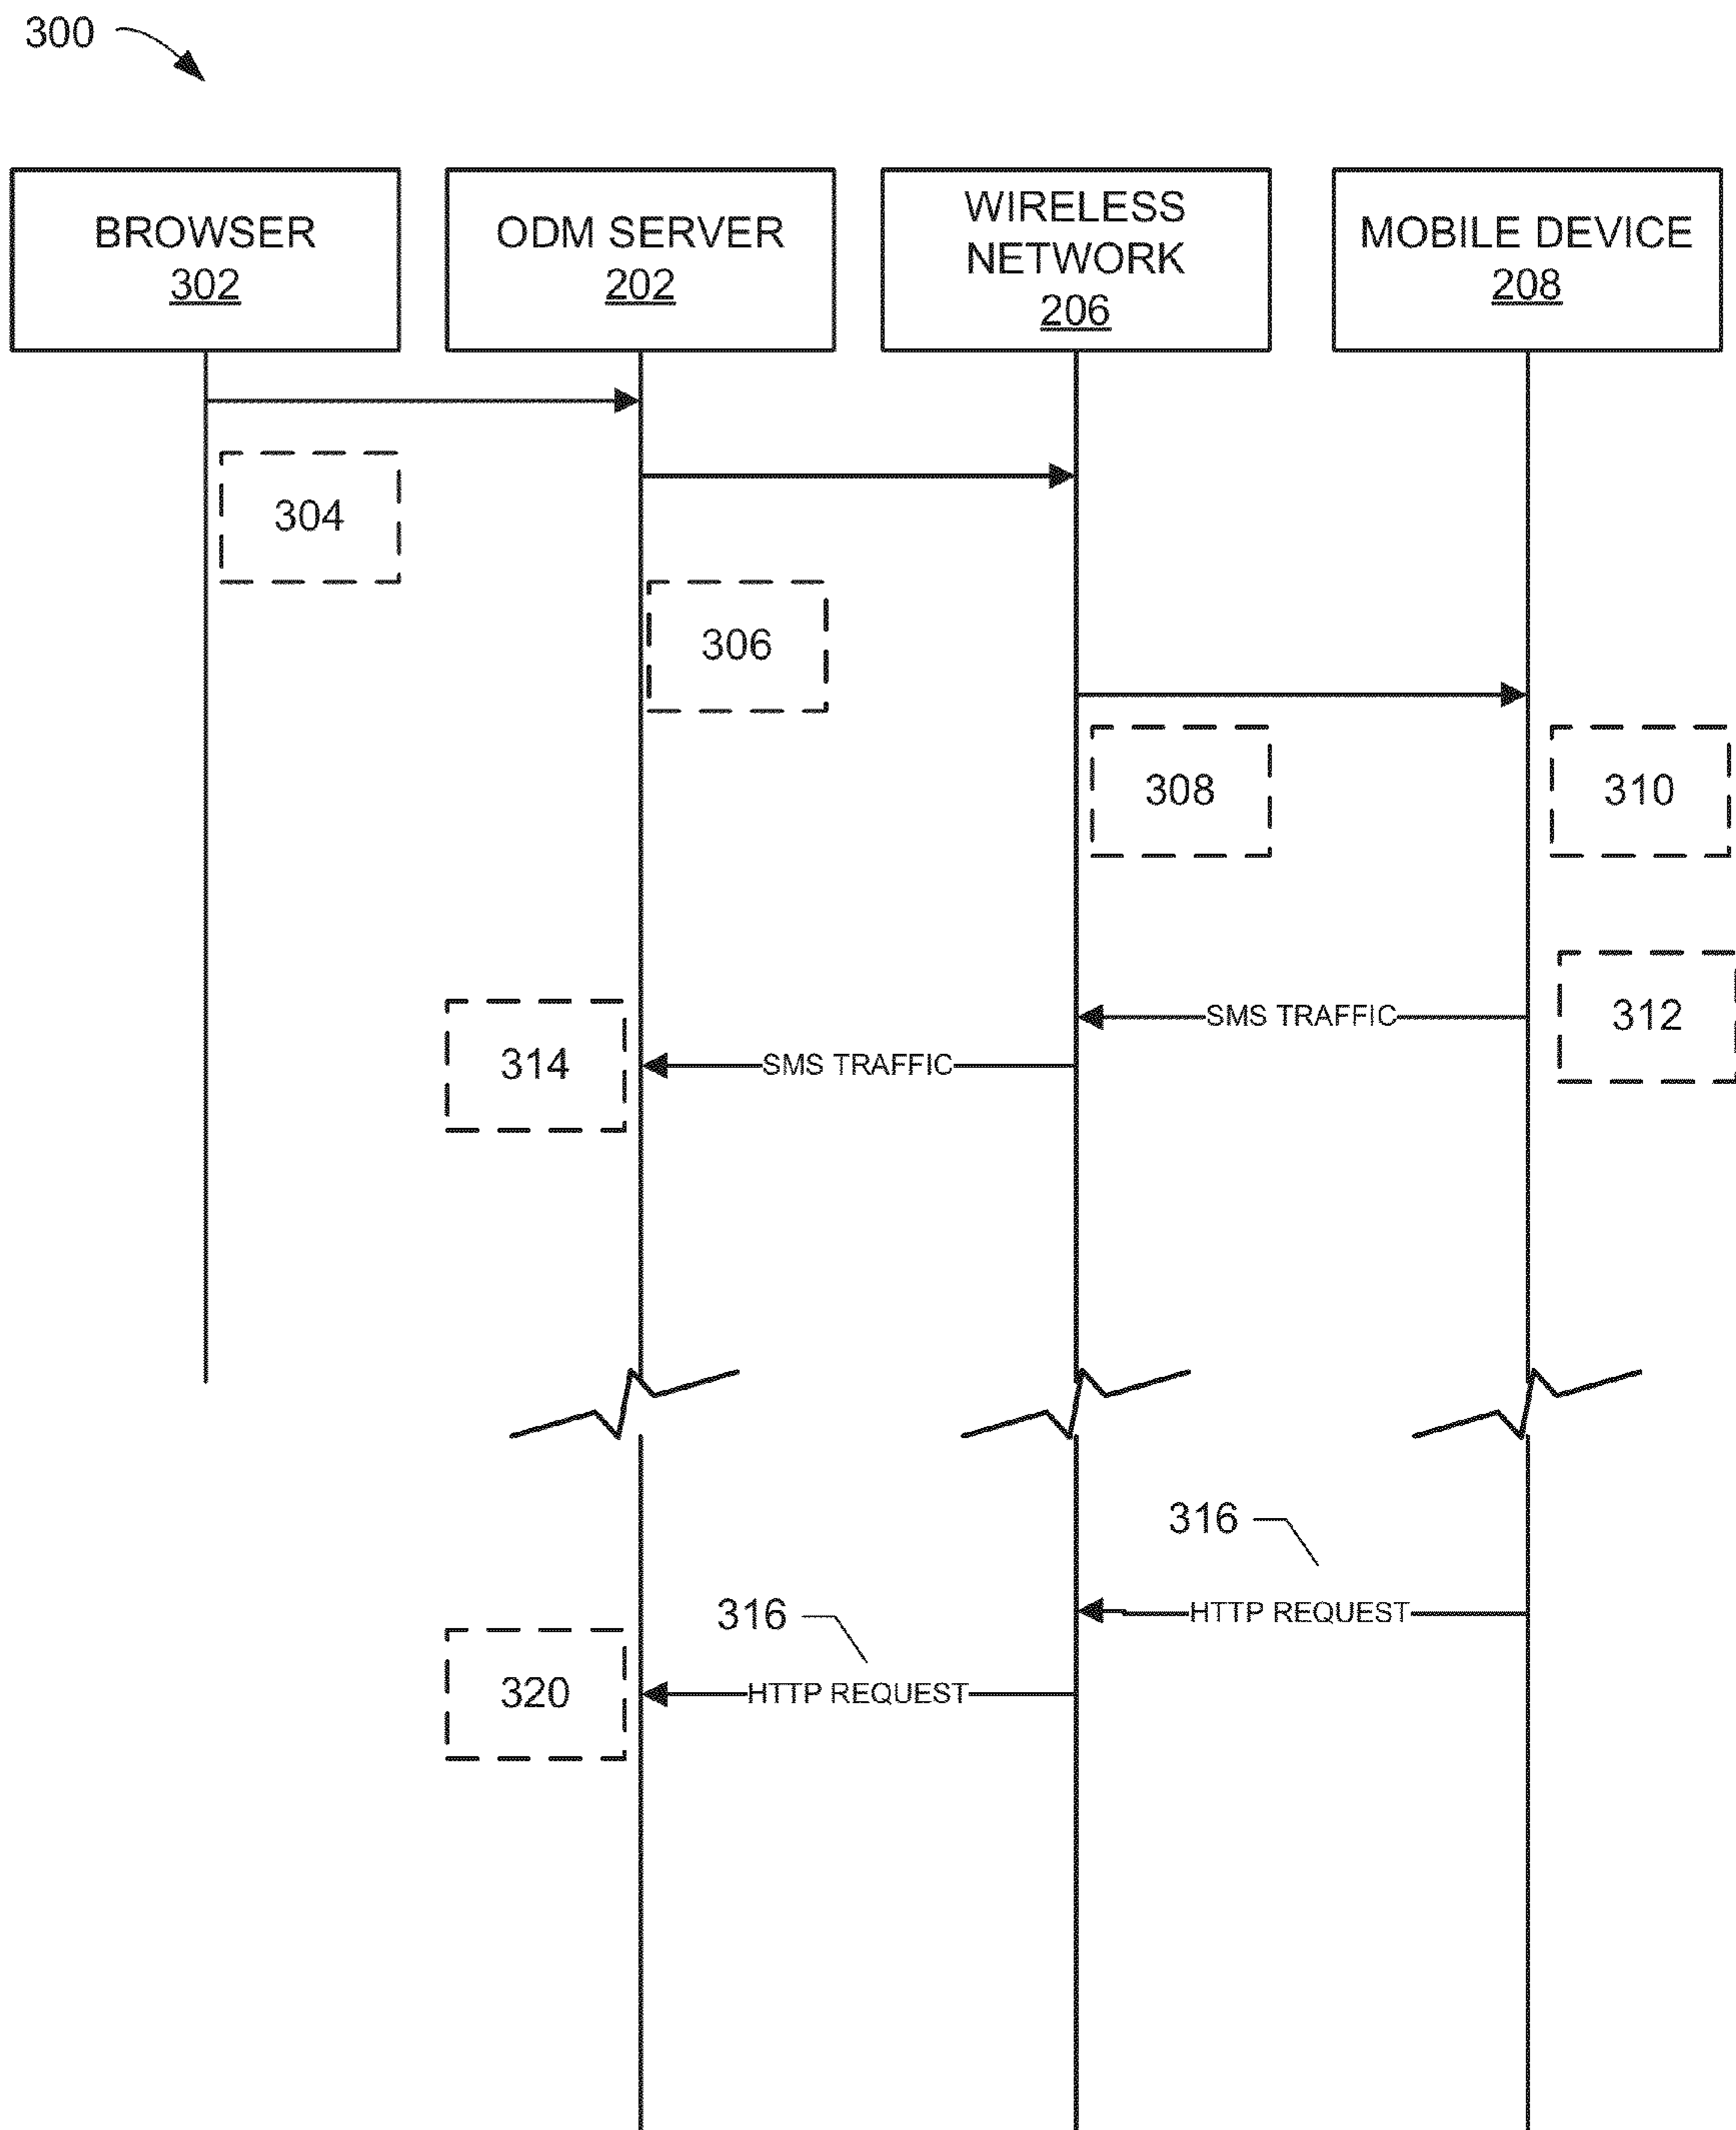 300
BROWSER
302
ODM SERVER
202
WIRELESS
NETWORK
206
MOBILE DEVICE
208
304
306
308
310
312
SMS TRAFFIC
314
SMS TRAFFIC
316
HTTP REQUEST
316
320
HTTP REQUEST